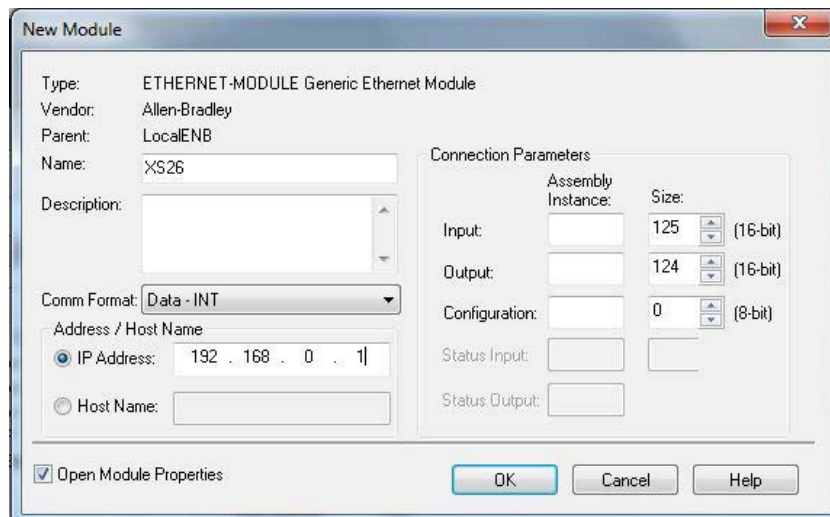 New Module
Type: ETHERNET-MODULE Generic Ethernet Module
Vendor: Allen-Bradley
Parent: LocalENB
Name: XS26
Description:
Comm Format: Data - INT
Address / Host Name
IP Address: 192 . 168 . 0 . 1
Host Name:
Connection Parameters
Assembly
Instance: Size:
Input: 125 (16-bit)
Output: 124 (16-bit)
Configuration: 0 (8-bit)
Status Input:
Status Output:
Open Module Properties
OK Cancel Help